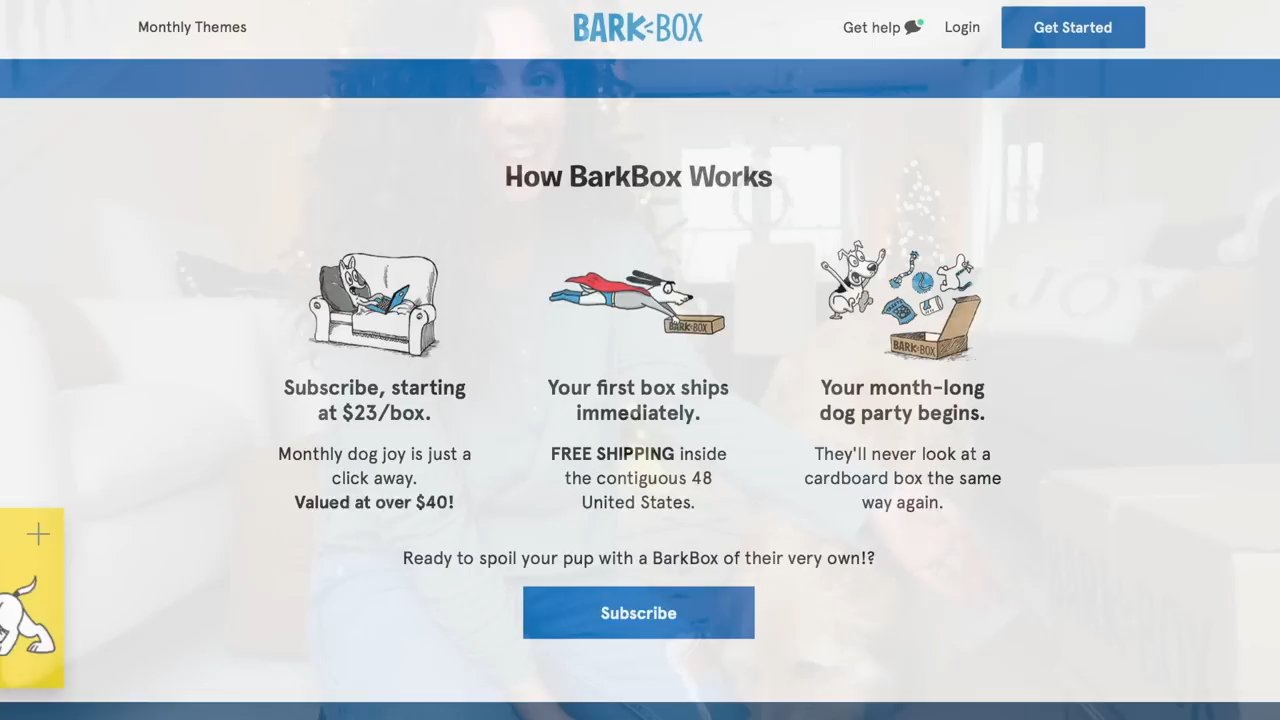 Monthly Themes
BARK BOX
Get help
Login
Get Started
How BarkBox Works
BARK BOX
BARK BOX
Subscribe, starting
at $23/box.
Your first box ships
immediately.
Your month-long
dog party begins.
Monthly dog joy is just a
click away.
Valued at over $40!
FREE SHIPPING inside
the contiguous 48
United States.
They'll never look at a
cardboard box the same
way again.
Ready to spoil your pup with a BarkBox of their very own!?
Subscribe